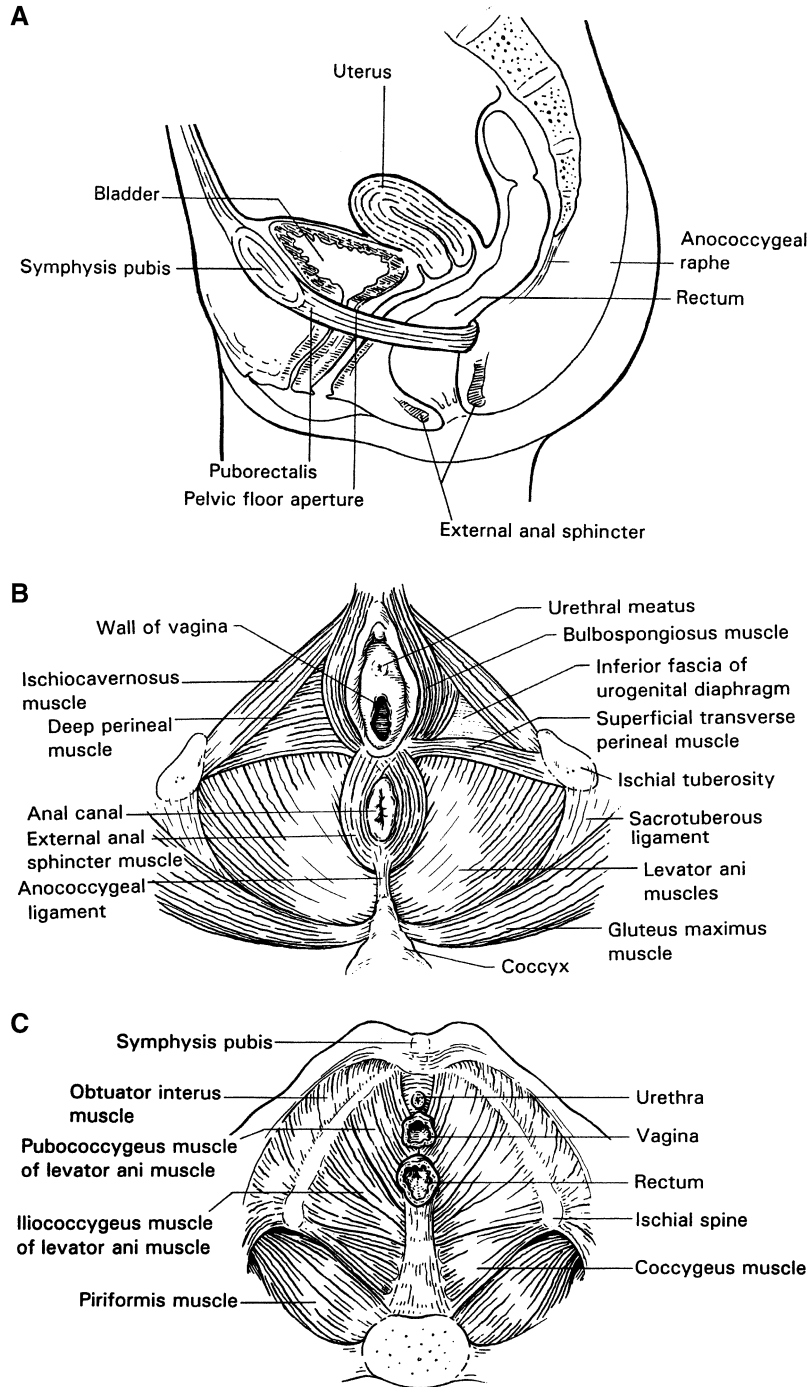 A
Uterus
Bladder
Symphysis pubis
Anococcygeal
raphe
Rectum
Puborectalis
Pelvic floor aperture
External anal sphincter
B
Wall of vagina
Ischiocavernosus
muscle
Deep perineal
muscle
Anal canal
External anal
sphincter muscle
Anococcygeal
ligament
Urethral meatus
Bulbospongiosus muscle
Inferior fascia of
urogenital diaphragm
Superficial transverse
perineal muscle
Ischial tuberosity
Sacrotuberous
ligament
Levator ani
muscles
Gluteus maximus
muscle
Coccyx
C
Symphysis pubis
Obtuator interus
muscle
Pubococcygeus muscle
of levator ani muscle
Iliococcygeus muscle
of levator ani muscle
Piriformis muscle
Urethra
Vagina
Rectum
Ischial spine
Coccygeus muscle